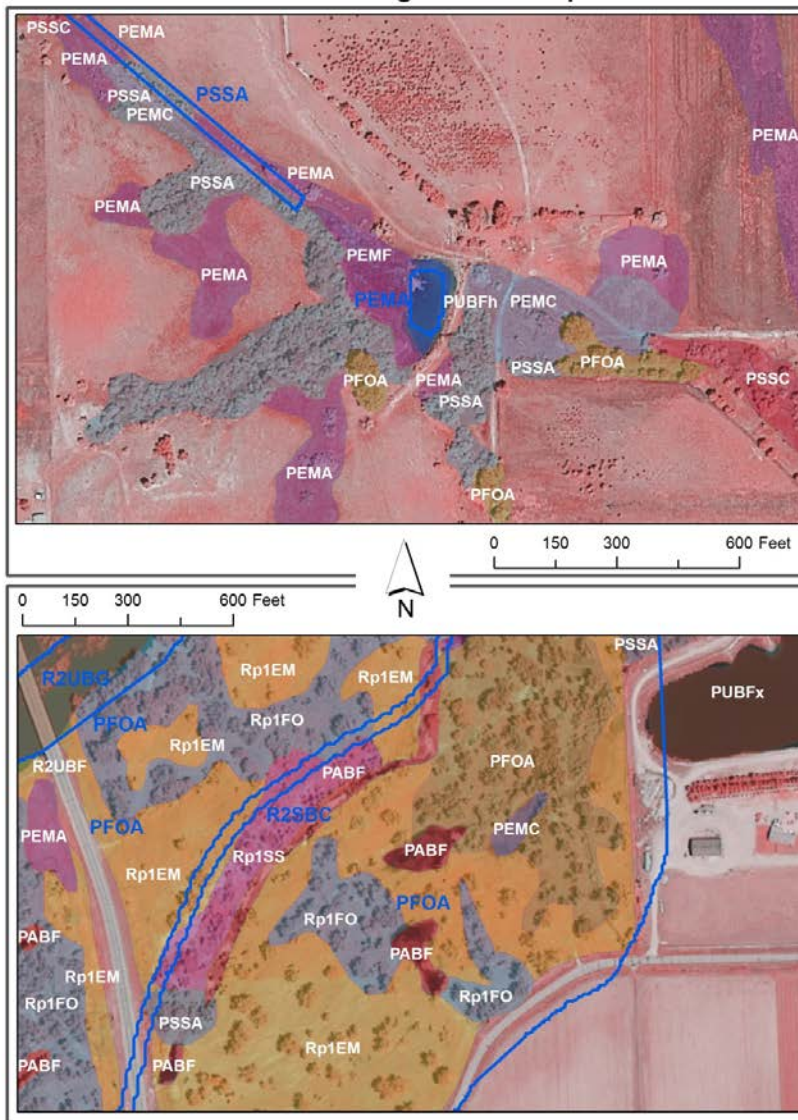 PSSC
PEMA
PEMA
PSSA
PSSA
PEMC
PEMA
PSSA
PEMA
PEMA
PEMA
PEMF
PEMA
PEMA
PUBFh
PEMC
PSSA
PFOA
PSSC
PFOA
PEMA
PSSA
PEMA
PFOA
0 150 300 600 Feet
N
0 150 300 600 Feet
PSSA
R2UBG
Rp1EM
Rp1EM
PUBFx
PFOA
Rp1FO
Rp1EM
R2UBF
PABF
PFOA
PEMA
PFOA
R2SBC
PEMC
Rp1EM
Rp1SS
PABF
PFOA
Rp1FO
PABF
PABF
Rp1EM
Rp1FO
Rp1FO
PSSA
Rp1EM
PABF
PABF